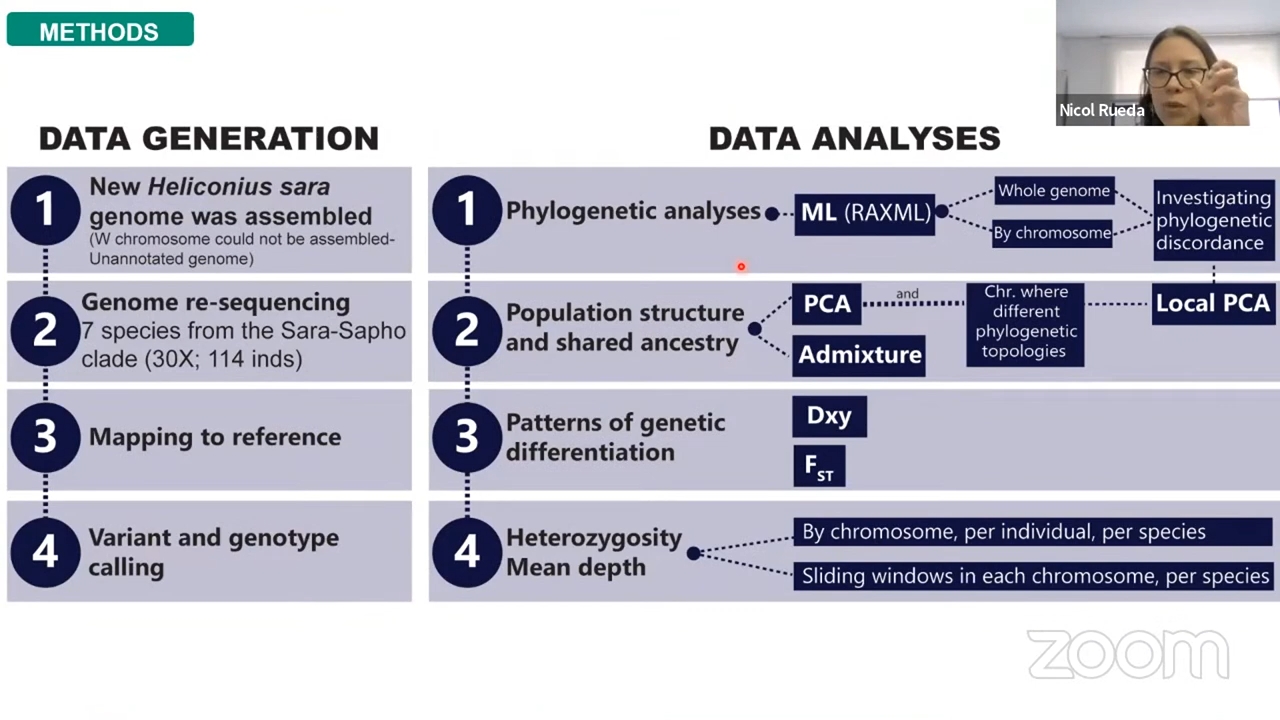 METHODS
Nicol Rueda
DATA GENERATION
1
New Heliconius sara
genome was assembled
(W chromosome could not be assembled-
Unannotated genome)
2
Genome re-sequencing
7 species from the Sara-Sapho
clade (30X; 114 inds)
3
Mapping to reference
4
Variant and genotype
calling
DATA ANALYSES
1
Phylogenetic analyses
ML (RAXML)
Whole genome
By chromosome
Investigating
phylogenetic
discordance
2
Population structure
and shared ancestry
PCA
and
Chr. where
different
phylogenetic
topologies
Local PCA
Admixture
3
Patterns of genetic
differentiation
Dxy
FST
4
Heterozygosity
Mean depth
By chromosome, per individual, per species
Sliding windows in each chromosome, per species
zoom